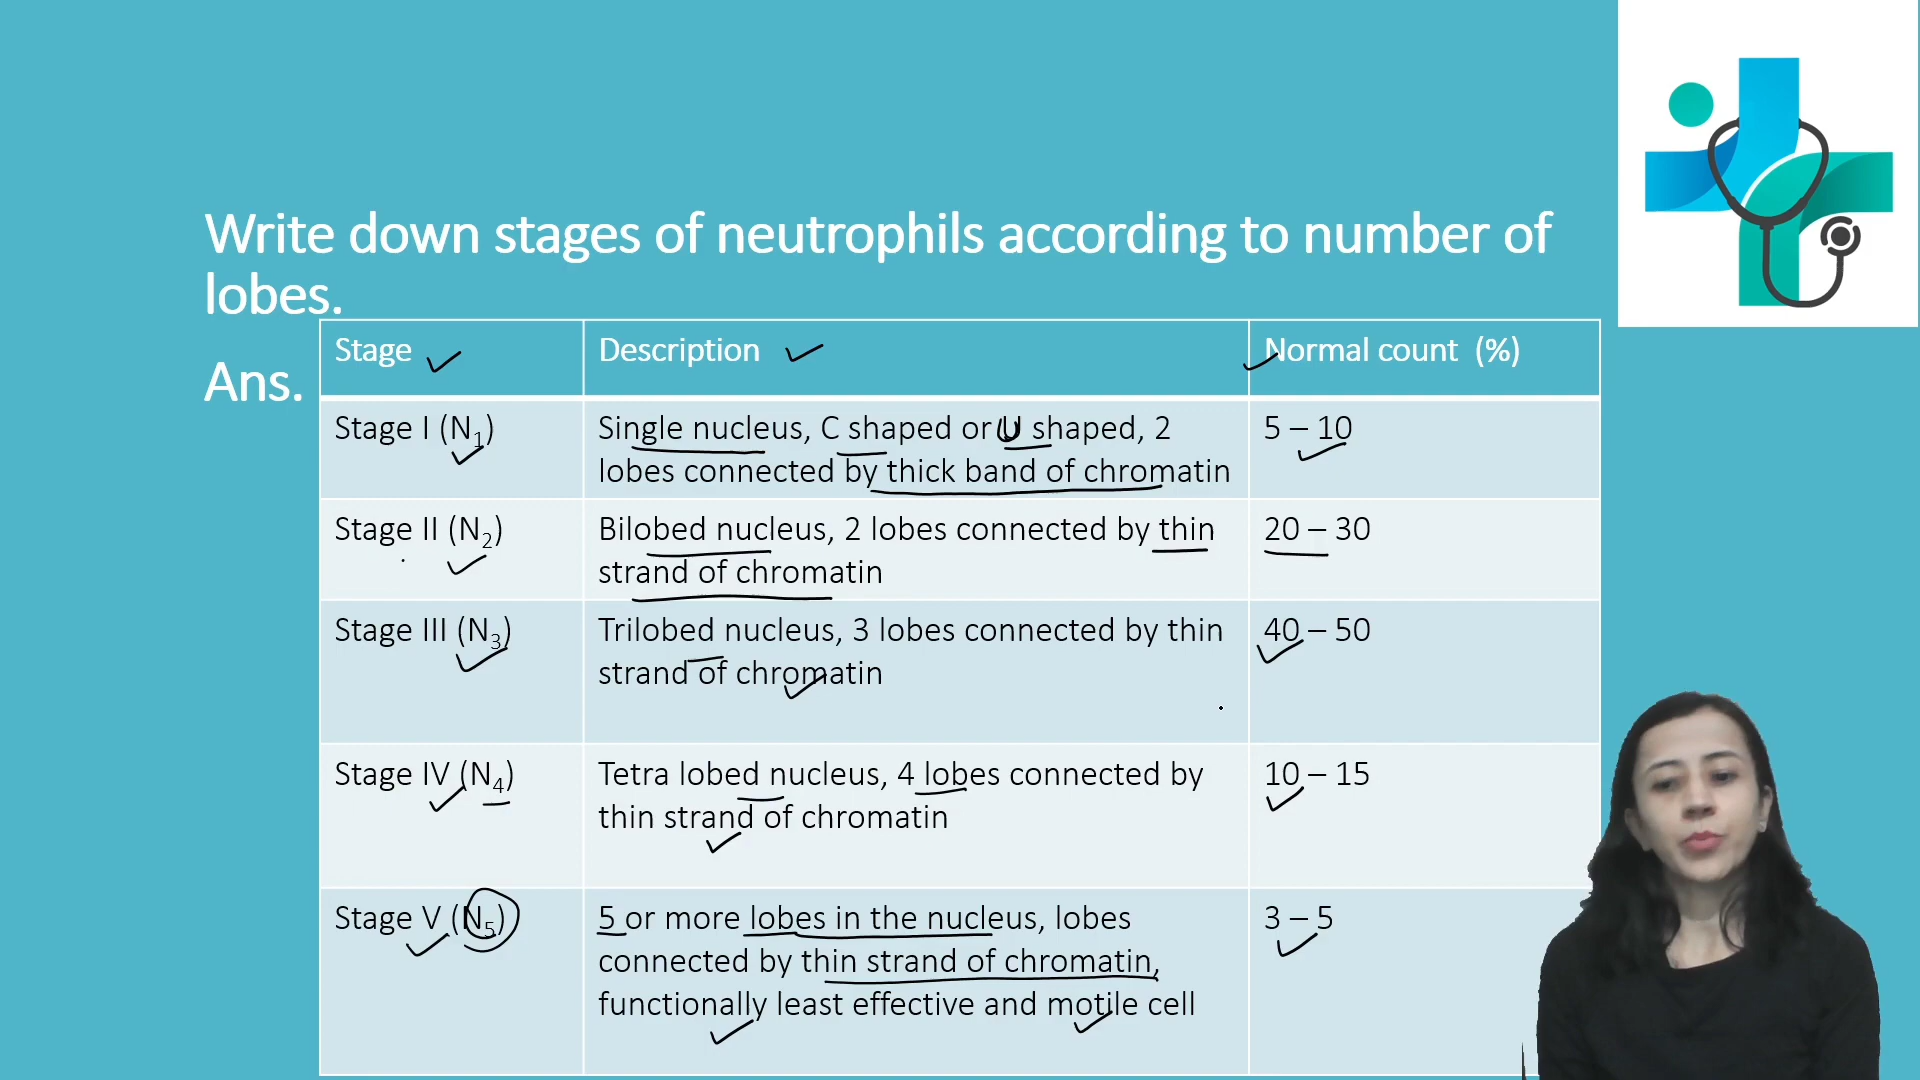 Write down stages of neutrophils according to number of
lobes.
Ans.
Stage Description Normal count (%)
Stage I (N1) Single nucleus, C shaped or U shaped, 2 5 – 10
lobes connected by thick band of chromatin
Stage II (N2) Bilobed nucleus, 2 lobes connected by thin 20 – 30
strand of chromatin
Stage III (N3) Trilobed nucleus, 3 lobes connected by thin 40 – 50
strand of chromatin
Stage IV (N4) Tetra lobed nucleus, 4 lobes connected by 10 – 15
thin strand of chromatin
Stage V (N5) 5 or more lobes in the nucleus, lobes 3 – 5
connected by thin strand of chromatin,
functionally least effective and motile cell